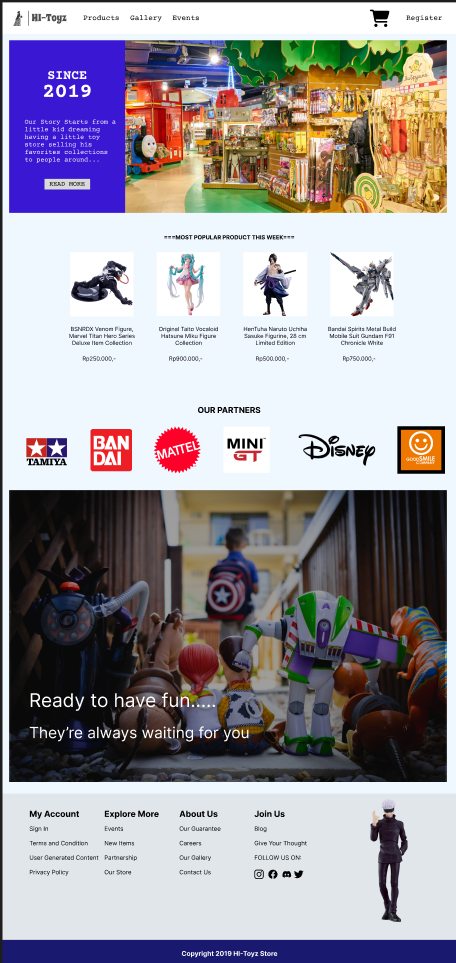 Hi-Toyz
Products Gallery Events
Register
SINCE
2019
Our Story Starts from a
little kid dreaming
having a little toy
store selling his
favorites collections
to people around...
READ MORE
===MOST POPULAR PRODUCT THIS WEEK===
BSNRDX Venom Figure,
Marvel Titan Hero Series
Deluxe Item Collection
Rp250.000,-
Original Taito Vocaloid
Hatsune Miku Figure
Collection
Rp900.000,-
HenTuha Naruto Uchiha
Sasuke Figurine, 28 cm
Limited Edition
Rp500.000,-
Bandai Spirits Metal Build
Mobile Suit Gundam F91
Chronicle White
Rp750.000,-
OUR PARTNERS
TAMIYA
BAN
DAI
MATTEL
MINI
GT
Disney
GOOD SMILE
COMPANY
Ready to have fun.....
They're always waiting for you
My Account
Sign In
Terms and Condition
User Generated Content
Privacy Policy
Explore More
Events
New Items
Partnership
Our Store
About Us
Our Guarantee
Careers
Our Gallery
Contact Us
Join Us
Blog
Give Your Thought
FOLLOW US ON!
Copyright 2019 Hi-Toyz Store